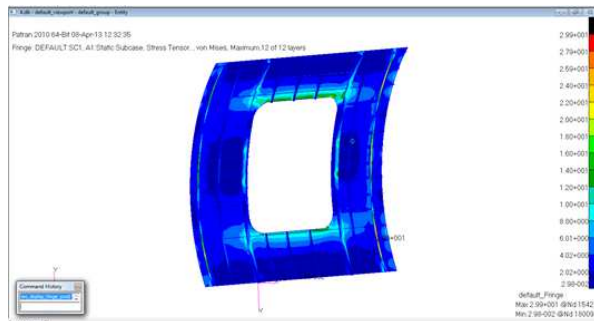 Patran 2010 64-Bit 08-Apr-13 12:32:35
Fringe: DEFAULT.SC1, A1:Static Subcase, Stress Tensor, , von Mises, Maximum,12 of 12 layers
2.99+001
2.79+001
2.59+001
2.40+001
2.20+001
2.00+001
1.80+001
1.60+001
1.40+001
1.20+001
1.00+001
8.00+000
6.01+000
4.02+000
2.02+000
2.98-002
+001
Y
Y
Command History
default_Fringe :
Max 2.99+001 @Nd 1542
Min 2.98-002 @Nd 18009